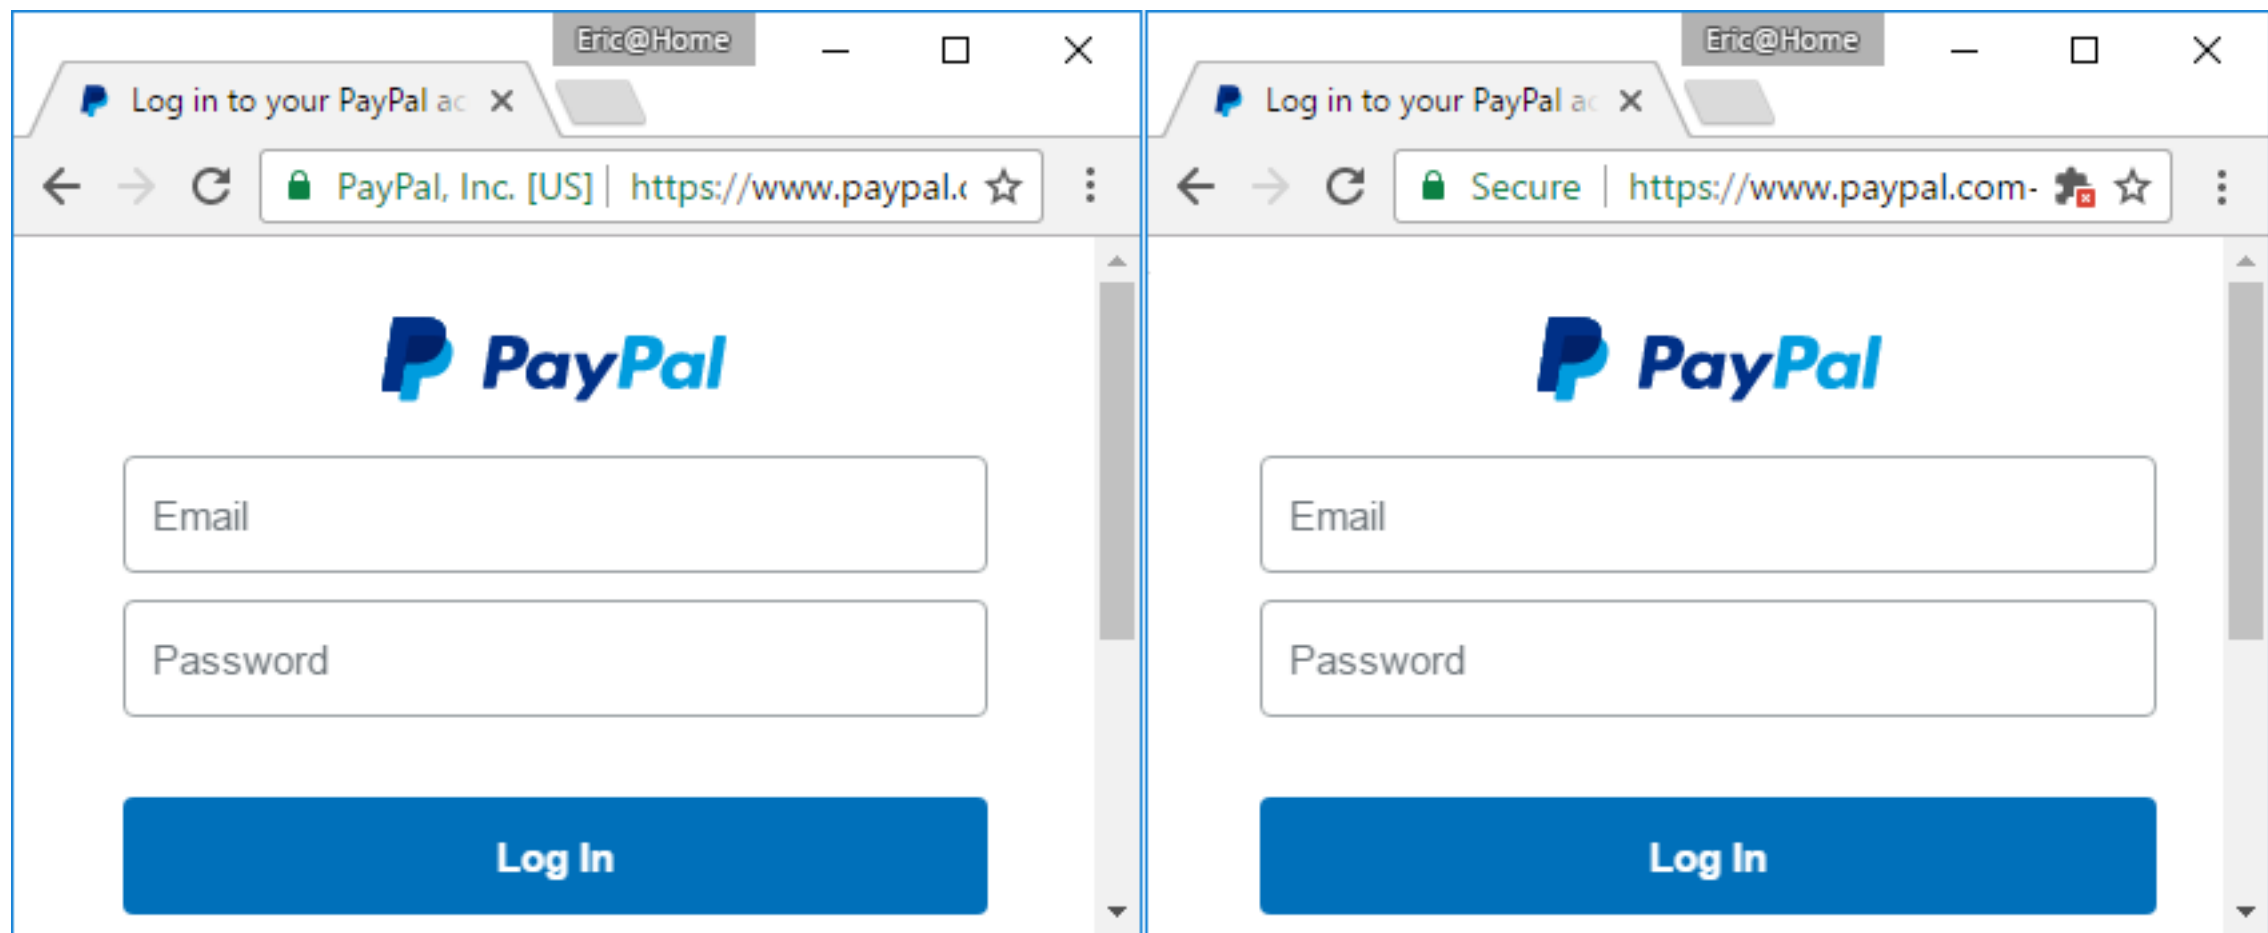 Eric@Home
Log in to your PayPal ac
PayPal, Inc. [US] https://www.paypal.c
PayPal
Email
Password
Log In
Eric@Home
Log in to your PayPal ac
Secure https://www.paypal.com-
PayPal
Email
Password
Log In